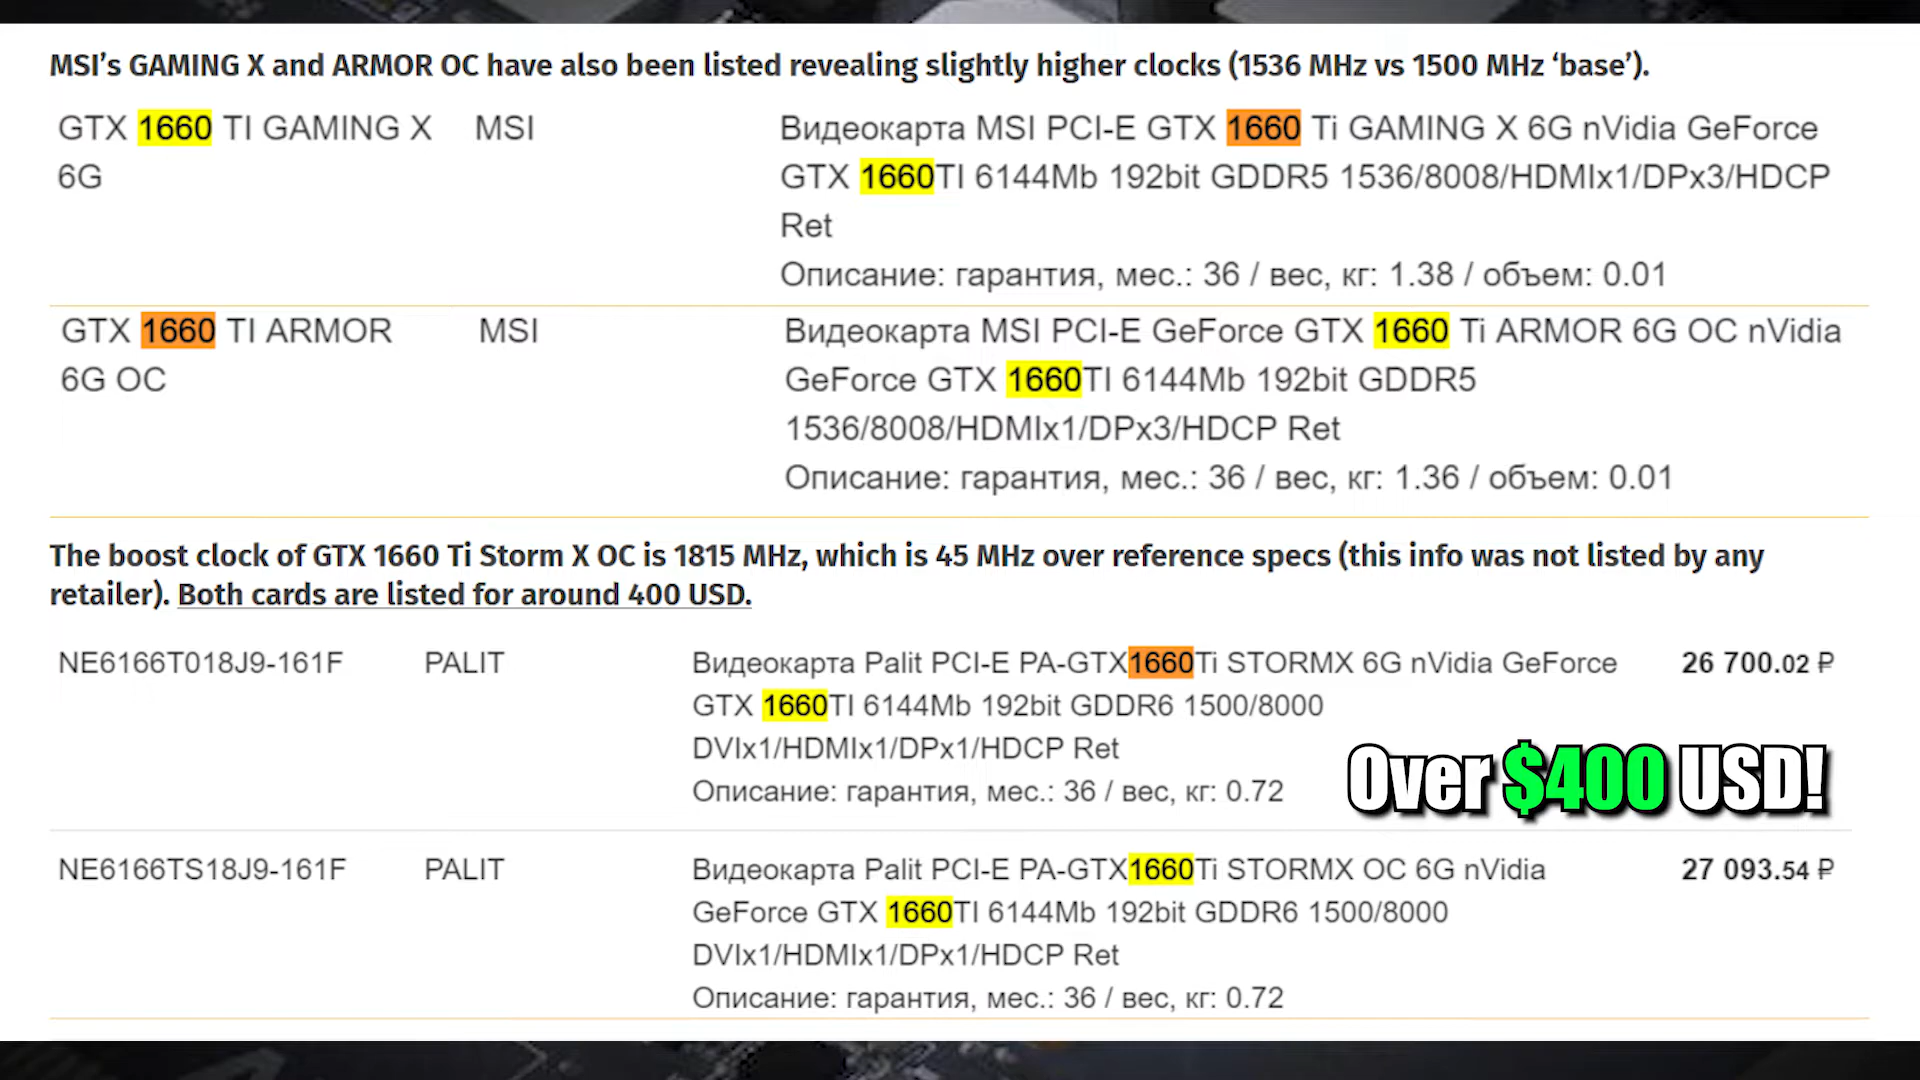 MSI’s GAMING X and ARMOR OC have also been listed revealing slightly higher clocks (1536 MHz vs 1500 MHz ‘base’).
GTX 1660 TI GAMING X
6G
MSI
Видеокарта MSI PCI-E GTX 1660 Ti GAMING X 6G nVidia GeForce
GTX 1660TI 6144Mb 192bit GDDR5 1536/8008/HDMIx1/DPx3/HDCP
Ret
Описание: гарантия, мес.: 36 / вес, кг: 1.38 / объем: 0.01
GTX 1660 TI ARMOR
6G OC
MSI
Видеокарта MSI PCI-E GeForce GTX 1660 Ti ARMOR 6G OC nVidia
GeForce GTX 1660TI 6144Mb 192bit GDDR5
1536/8008/HDMIx1/DPx3/HDCP Ret
Описание: гарантия, мес.: 36 / вес, кг: 1.36 / объем: 0.01
The boost clock of GTX 1660 Ti Storm X OC is 1815 MHz, which is 45 MHz over reference specs (this info was not listed by any
retailer). Both cards are listed for around 400 USD.
NE6166T018J9-161F
PALIT
Видеокарта Palit PCI-E PA-GTX1660Ti STORMX 6G nVidia GeForce
GTX 1660TI 6144Mb 192bit GDDR6 1500/8000
DVIx1/HDMIx1/DPx1/HDCP Ret
Описание: гарантия, мес.: 36 / вес, кг: 0.72
26 700.02 ₽
Over $400 USD!
NE6166TS18J9-161F
PALIT
Видеокарта Palit PCI-E PA-GTX1660Ti STORMX OC 6G nVidia
GeForce GTX 1660TI 6144Mb 192bit GDDR6 1500/8000
DVIx1/HDMIx1/DPx1/HDCP Ret
Описание: гарантия, мес.: 36 / вес, кг: 0.72
27 093.54 ₽